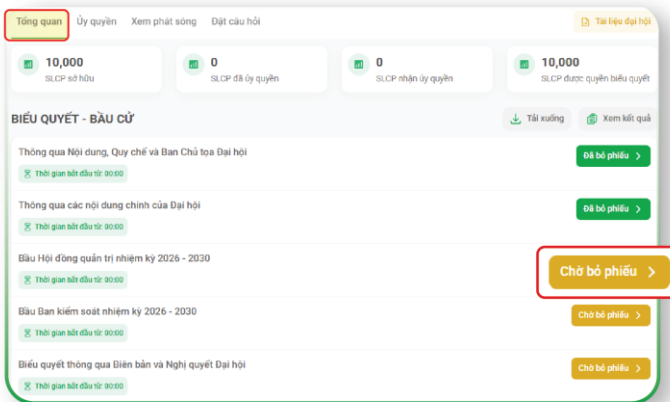 Tổng quan Ủy quyền Xem phát sóng Đặt câu hỏi Tài liệu đại hội
10,000 0 0 10,000
SLCP sở hữu SLCP đã ủy quyền SLCP nhận ủy quyền SLCP được quyền biểu quyết
BIỂU QUYẾT - BẦU CỬ Tải xuống Xem kết quả
Thông qua Nội dung, Quy chế và Ban Chủ tọa Đại hội
Thời gian bắt đầu từ: 00:00
Đã bỏ phiếu
Thông qua các nội dung chính của Đại hội
Thời gian bắt đầu từ: 00:00
Đã bỏ phiếu
Bầu Hội đồng quản trị nhiệm kỳ 2026 - 2030
Thời gian bắt đầu từ: 00:00
Chờ bỏ phiếu
Bầu Ban kiểm soát nhiệm kỳ 2026 - 2030
Thời gian bắt đầu từ: 00:00
Chờ bỏ phiếu
Biểu quyết thông qua Biên bản và Nghị quyết Đại hội
Thời gian bắt đầu từ: 00:00
Chờ bỏ phiếu